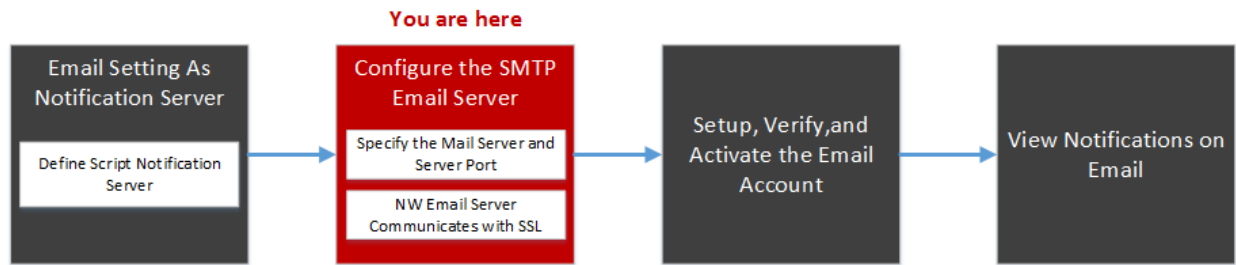 You are here
Email Setting As
Notification Server
Define Script Notification
Server
Configure the SMTP
Email Server
Specify the Mail Server and
Server Port
NW Email Server
Communicates with SSL
Setup, Verify,and
Activate the Email
Account
View Notifications on
Email